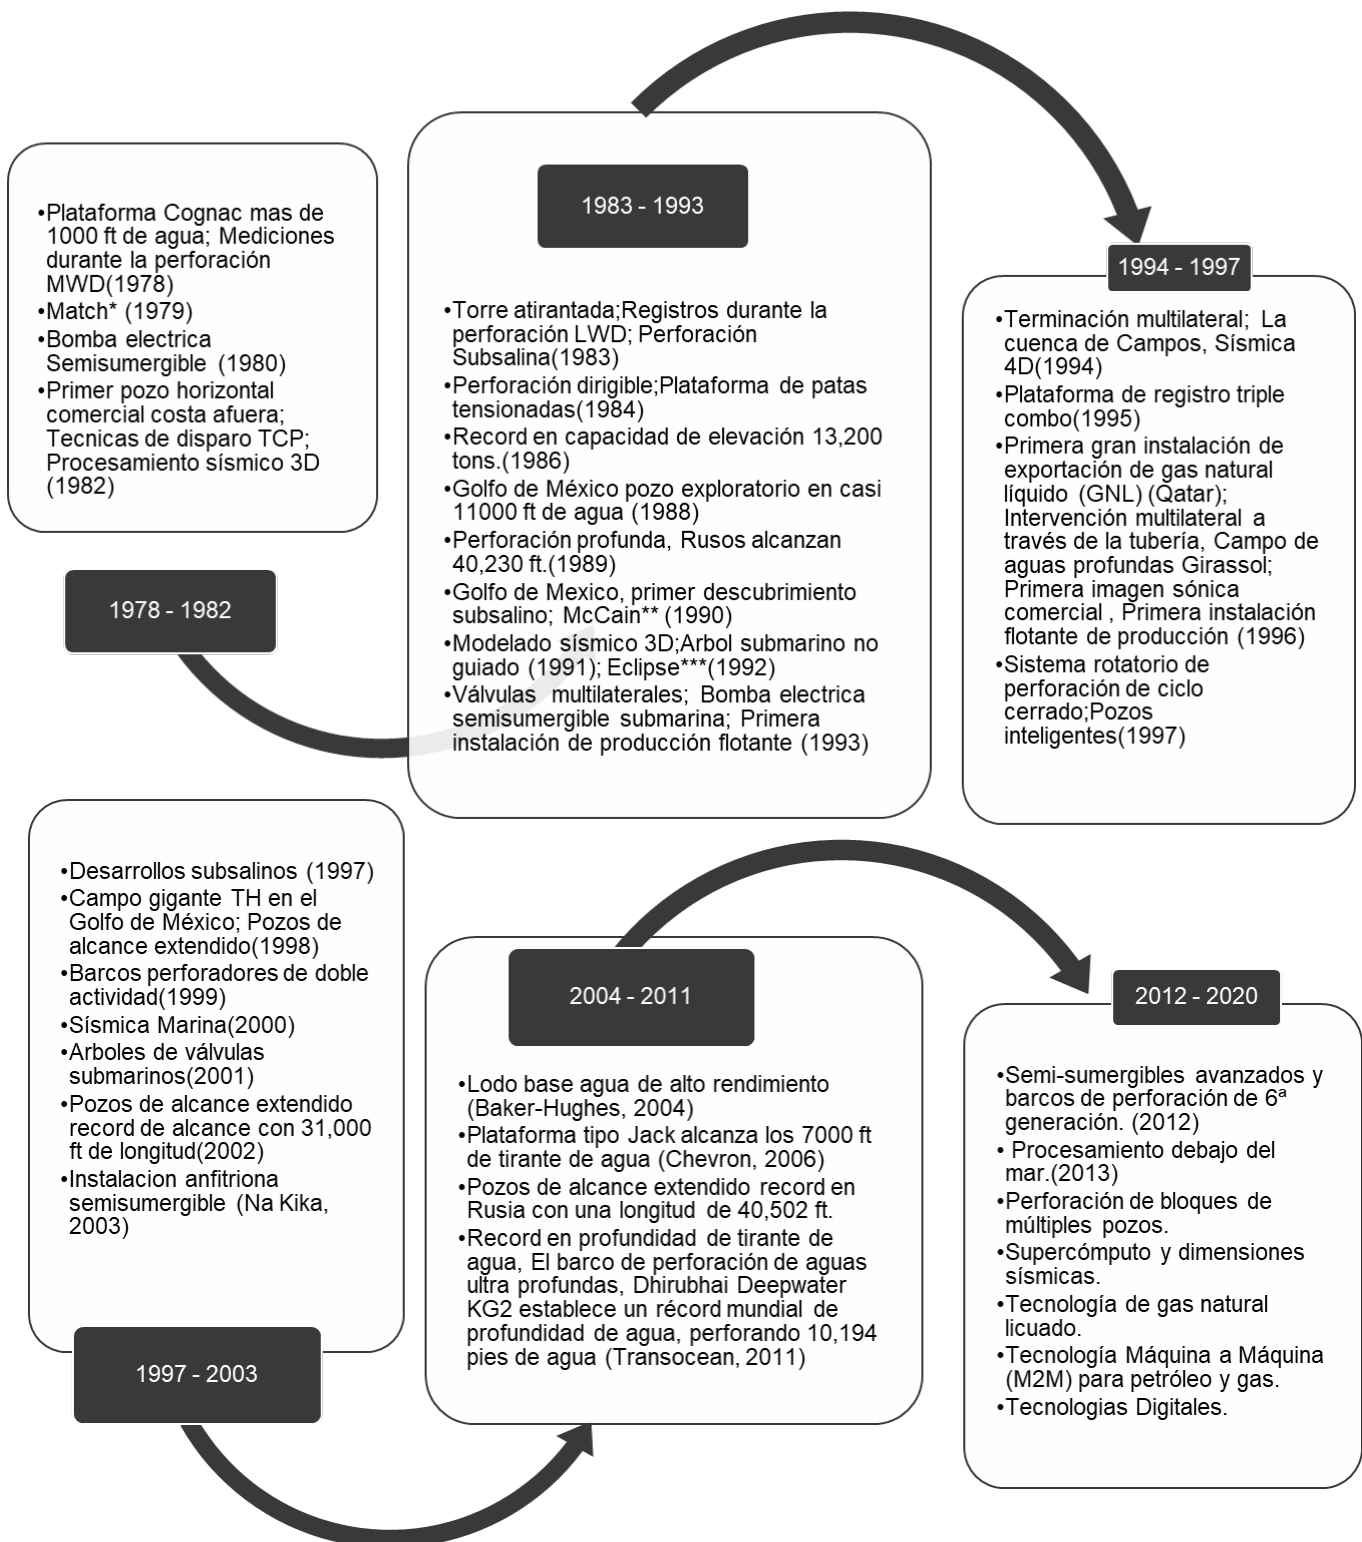 •Plataforma Cognac mas de
1000 ft de agua; Mediciones
durante la perforación
MWD(1978)
•Match* (1979)
•Bomba electrica
Semisumergible (1980)
•Primer pozo horizontal
comercial costa afuera;
Tecnicas de disparo TCP;
Procesamiento sísmico 3D
(1982)
1978 - 1982
1983 - 1993
•Torre atirantada;Registros durante la
perforación LWD; Perforación
Subsalina(1983)
•Perforación dirigible;Plataforma de patas
tensionadas(1984)
•Record en capacidad de elevación 13,200
tons.(1986)
•Golfo de México pozo exploratorio en casi
11000 ft de agua (1988)
•Perforación profunda, Rusos alcanzan
40,230 ft.(1989)
•Golfo de Mexico, primer descubrimiento
subsalino; McCain** (1990)
•Modelado sísmico 3D;Arbol submarino no
guiado (1991); Eclipse***(1992)
•Válvulas multilaterales; Bomba electrica
semisumergible submarina; Primera
instalación de producción flotante (1993)
1994 - 1997
•Terminación multilateral; La
cuenca de Campos, Sísmica
4D(1994)
•Plataforma de registro triple
combo(1995)
•Primera gran instalación de
exportación de gas natural
líquido (GNL) (Qatar);
Intervención multilateral a
través de la tubería, Campo de
aguas profundas Girassol;
Primera imagen sónica
comercial , Primera instalación
flotante de producción (1996)
•Sistema rotatorio de
perforación de ciclo
cerrado;Pozos
inteligentes(1997)
•Desarrollos subsalinos (1997)
•Campo gigante TH en el
Golfo de México; Pozos de
alcance extendido(1998)
•Barcos perforadores de doble
actividad(1999)
•Sísmica Marina(2000)
•Arboles de válvulas
submarinos(2001)
•Pozos de alcance extendido
record de alcance con 31,000
ft de longitud(2002)
•Instalacion anfitriona
semisumergible (Na Kika,
2003)
1997 - 2003
2004 - 2011
•Lodo base agua de alto rendimiento
(Baker-Hughes, 2004)
•Plataforma tipo Jack alcanza los 7000 ft
de tirante de agua (Chevron, 2006)
•Pozos de alcance extendido record en
Rusia con una longitud de 40,502 ft.
•Record en profundidad de tirante de
agua, El barco de perforación de aguas
ultra profundas, Dhirubhai Deepwater
KG2 establece un récord mundial de
profundidad de agua, perforando 10,194
pies de agua (Transocean, 2011)
2012 - 2020
•Semi-sumergibles avanzados y
barcos de perforación de 6ª
generación. (2012)
• Procesamiento debajo del
mar.(2013)
•Perforación de bloques de
múltiples pozos.
•Supercómputo y dimensiones
sísmicas.
•Tecnología de gas natural
licuado.
•Tecnología Máquina a Máquina
(M2M) para petróleo y gas.
•Tecnologias Digitales.